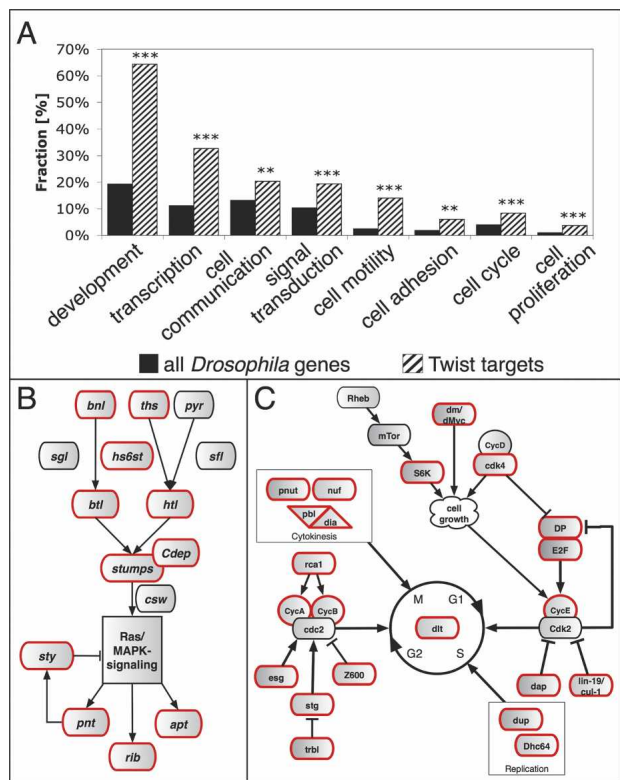 A
70%
60%
50%
40%
30%
20%
10%
0%
Fraction [%]
***
***
**
***
***
**
***
***
development
transcription
cell
communication
signal
transduction
cell motility
cell adhesion
cell cycle
cell
proliferation
all Drosophila genes
Twist targets
B
bnl
ths
pyr
sgl
hs6st
sfl
btl
htl
Cdep
stumps
csw
Ras/
MAPK-
signaling
sty
pnt
apt
rib
C
Rheb
mTor
S6K
dm/
dMyc
CycD
cdk4
cell
growth
DP
E2F
pnut
nuf
pbl
dia
Cytokinesis
rca1
CycA
CycB
cdc2
esg
Z600
stg
trbl
M
G1
dlt
G2
S
CycE
Cdk2
dap
lin-19/
cul-1
dup
Dhc64
Replication